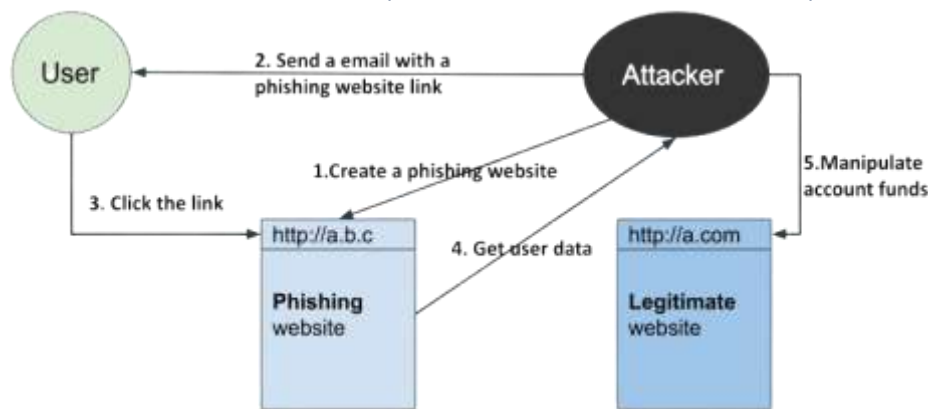 User
2. Send a email with a
phishing website link
Attacker
1.Create a phishing website
5.Manipulate
account funds
3. Click the link
http://a.b.c
4. Get user data
http://a.com
Phishing
website
Legitimate
website